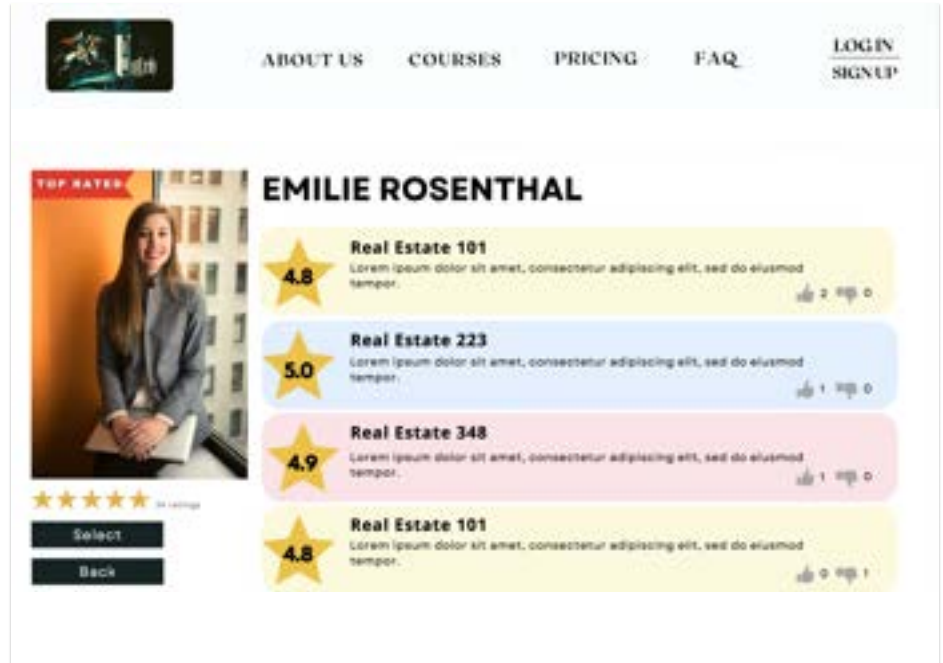 ABOUT US
COURSES
PRICING
FAQ
LOG IN
SIGN UP
TOP RATED
EMILIE ROSENTHAL
4.8
Real Estate 101
Lorem ipsum dolor sit amet, consectetur adipiscing elit, sed do eiusmod
tempor.
2 0
5.0
Real Estate 223
Lorem ipsum dolor sit amet, consectetur adipiscing elit, sed do eiusmod
tempor.
1 0
4.9
Real Estate 348
Lorem ipsum dolor sit amet, consectetur adipiscing elit, sed do eiusmod
tempor.
1 0
4.8
Real Estate 101
Lorem ipsum dolor sit amet, consectetur adipiscing elit, sed do eiusmod
tempor.
0 1
ratings
Select
Back